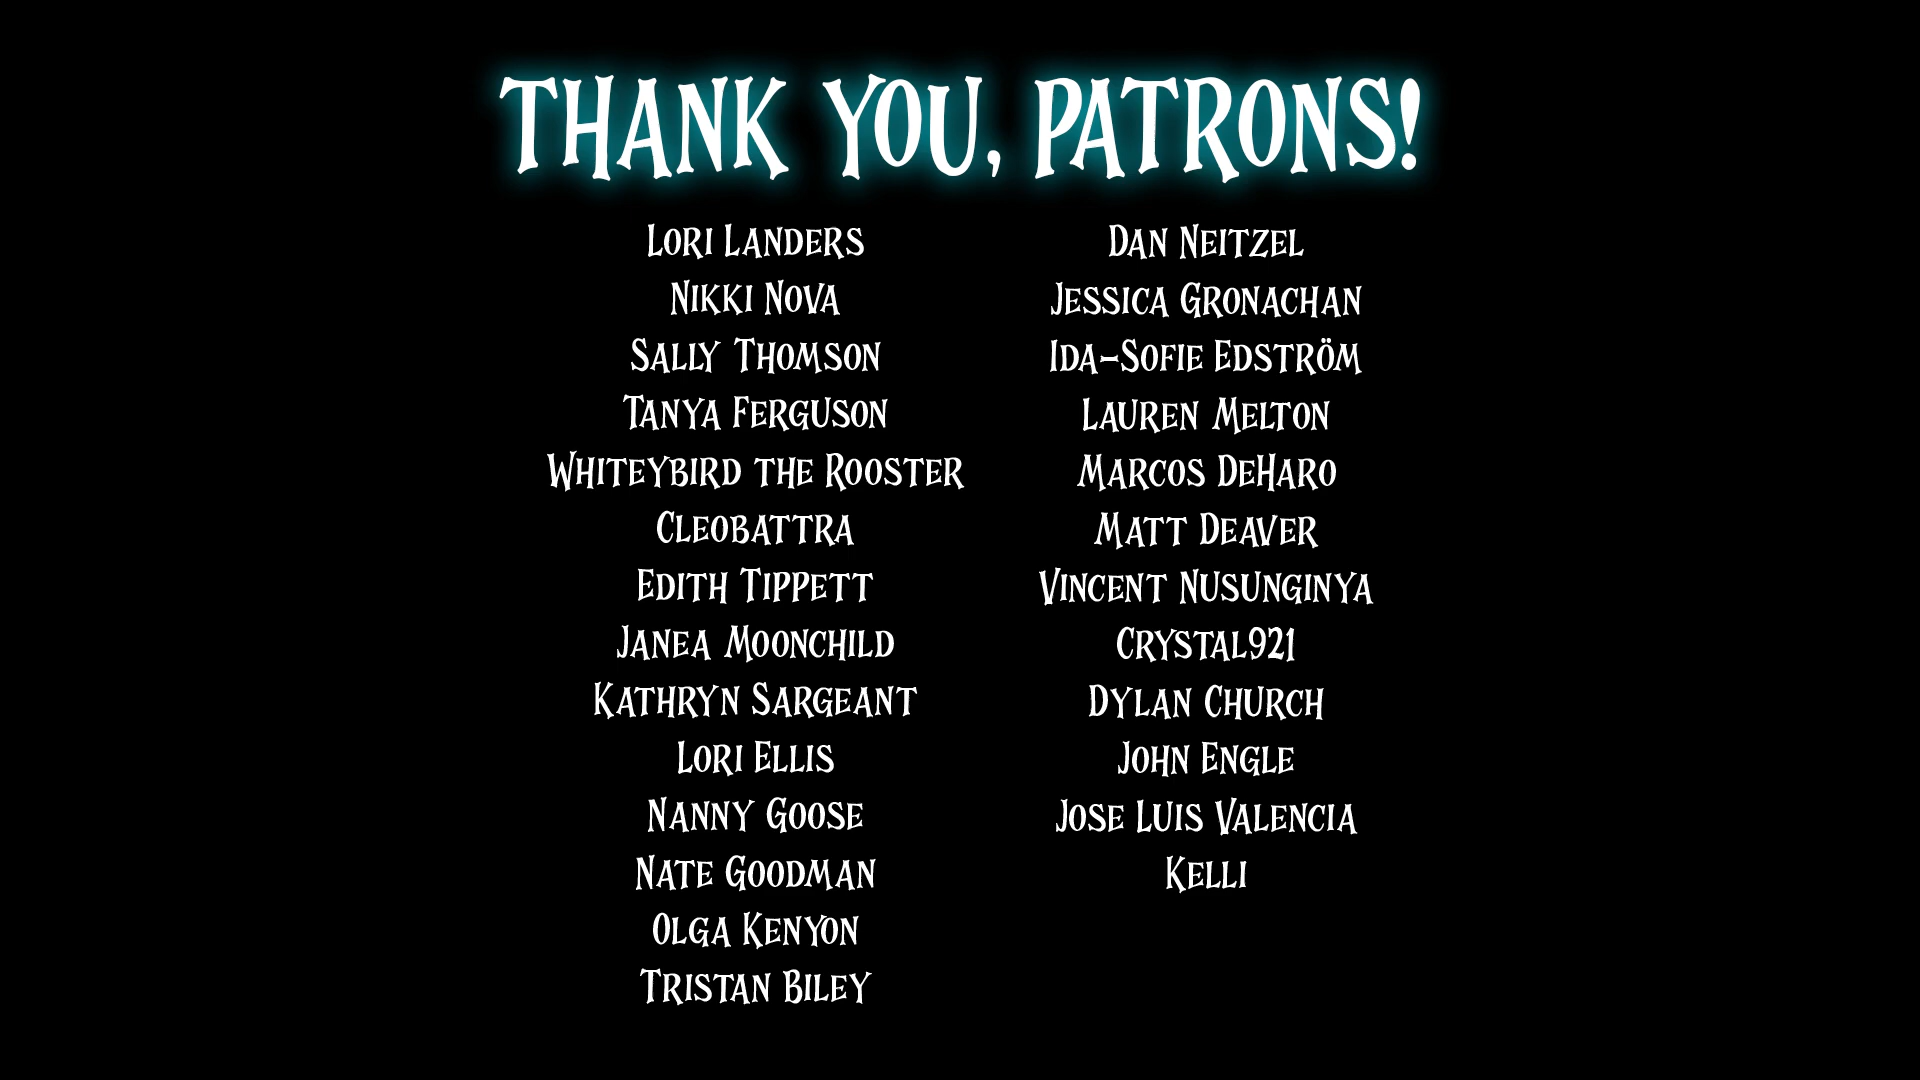 THANK YOU, PATRONS!
LORI LANDERS
NIKKI NOVA
SALLY THOMSON
TANYA FERGUSON
WHITEYBIRD THE ROOSTER
CLEOBATTRA
EDITH TIPPETT
JANEA MOONCHILD
KATHRYN SARGEANT
LORI ELLIS
NANNY GOOSE
NATE GOODMAN
OLGA KENYON
TRISTAN BILEY
DAN NEITZEL
JESSICA GRONACHAN
IDA-SOFIE EDSTRÖM
LAUREN MELTON
MARCOS DEHARO
MATT DEAVER
VINCENT NUSUNGINYA
CRYSTAL921
DYLAN CHURCH
JOHN ENGLE
JOSE LUIS VALENCIA
KELLI